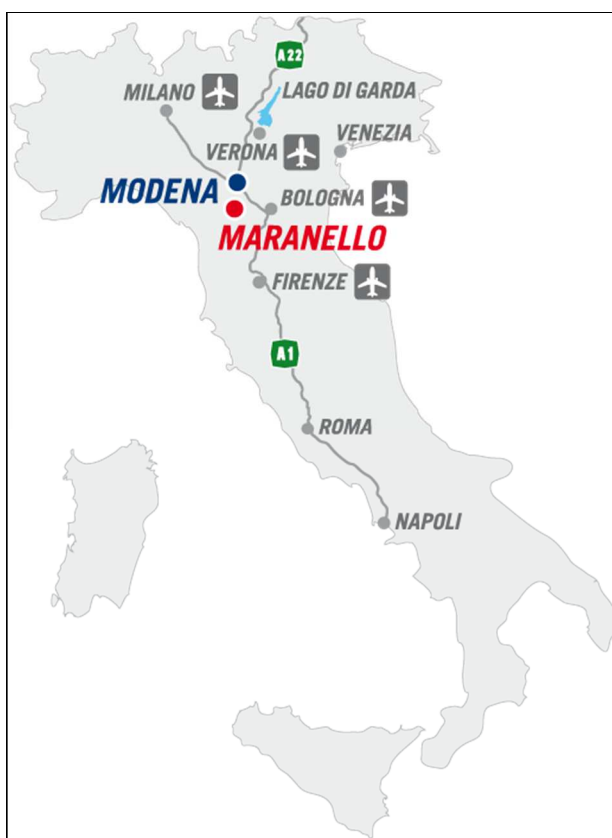 A22
MILANO
LAGO DI GARDA
VERONA
VENEZIA
MODENA
BOLOGNA
MARANELLO
FIRENZE
A1
ROMA
NAPOLI